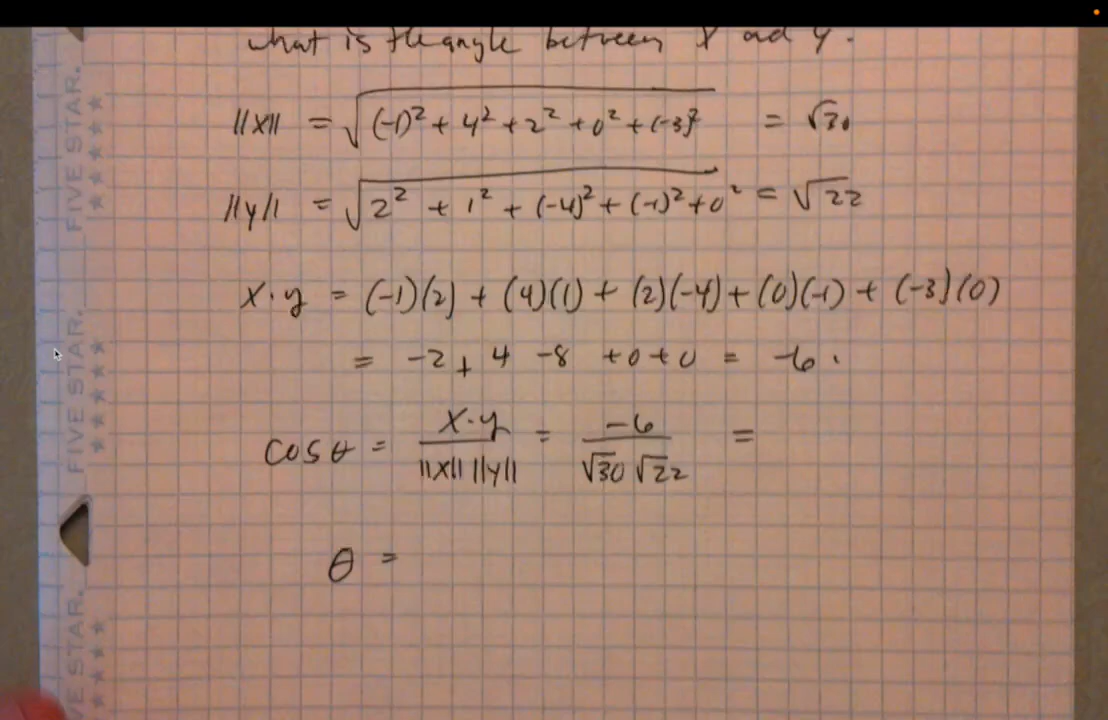 what is the angle between X and y.
||X|| = √((-1)² + 4² + 2² + 0² + (-3)²) = √30
||y|| = √(2² + 1² + (-4)² + (-1)² + 0²) = √22
X·y = (-1)(2) + (4)(1) + (2)(-4) + (0)(-1) + (-3)(0)
= -2 + 4 -8 +0+0 = -6.
cos θ = X·y / ||X|| ||y|| = -6 / √30 √22 =
θ =
FIVE STAR.
FIVE STAR.
FIVE STAR.
FIVE STAR.